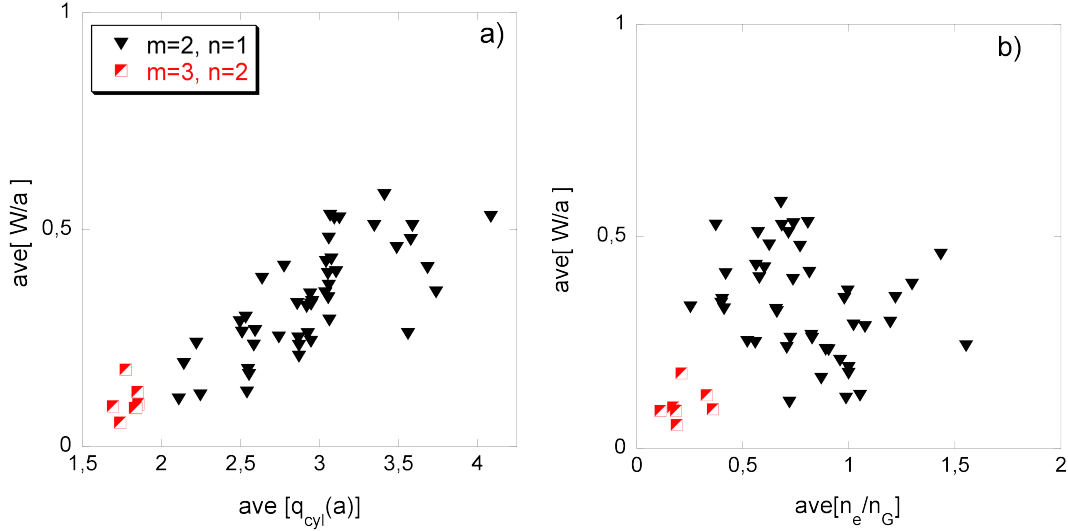 1
a)
m=2, n=1
m=3, n=2
ave[ W/a ]
0,5
0
1,5
2
2,5
3
3,5
4
ave [q_cyl(a)]
1
b)
ave[ W/a ]
0,5
0
0
0,5
1
1,5
2
ave[n_e/n_G]